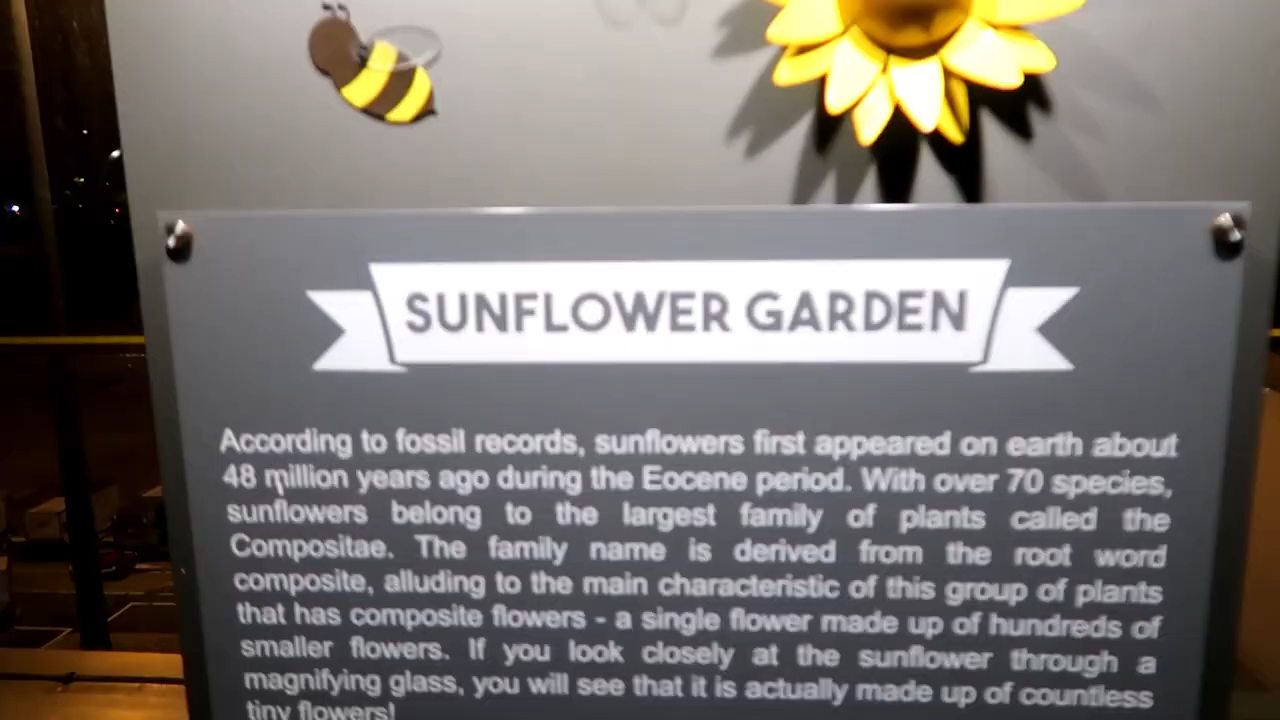 SUNFLOWER GARDEN
According to fossil records, sunflowers first appeared on earth about
48 million years ago during the Eocene period. With over 70 species,
sunflowers belong to the largest family of plants called the
Compositae. The family name is derived from the root word
composite, alluding to the main characteristic of this group of plants
that has composite flowers - a single flower made up of hundreds of
smaller flowers. If you look closely at the sunflower through a
magnifying glass, you will see that it is actually made up of countless
tiny flowers!